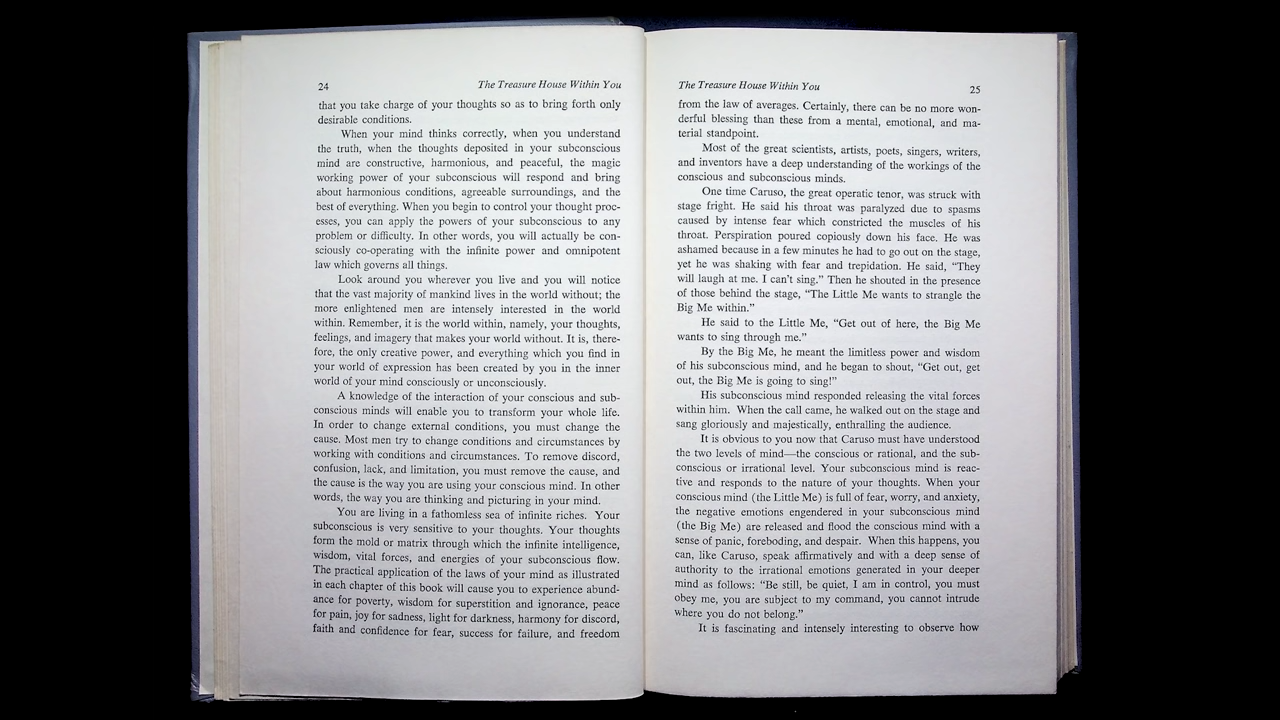 24 The Treasure House Within You
that you take charge of your thoughts so as to bring forth only
desirable conditions.
When your mind thinks correctly, when you understand
the truth, when the thoughts deposited in your subconscious
mind are constructive, harmonious, and peaceful, the magic
working power of your subconscious will respond and bring
about harmonious conditions, agreeable surroundings, and the
best of everything. When you begin to control your thought proc-
esses, you can apply the powers of your subconscious to any
problem or difficulty. In other words, you will actually be con-
sciously co-operating with the infinite power and omnipotent
law which governs all things.
Look around you wherever you live and you will notice
that the vast majority of mankind lives in the world without; the
more enlightened men are intensely interested in the world
within. Remember, it is the world within, namely, your thoughts,
feelings, and imagery that makes your world without. It is, there-
fore, the only creative power, and everything which you find in
your world of expression has been created by you in the inner
world of your mind consciously or unconsciously.
A knowledge of the interaction of your conscious and sub-
conscious minds will enable you to transform your whole life.
In order to change external conditions, you must change the
cause. Most men try to change conditions and circumstances by
working with conditions and circumstances. To remove discord,
confusion, lack, and limitation, you must remove the cause, and
the cause is the way you are using your conscious mind. In other
words, the way you are thinking and picturing in your mind.
You are living in a fathomless sea of infinite riches. Your
subconscious is very sensitive to your thoughts. Your thoughts
form the mold or matrix through which the infinite intelligence,
wisdom, vital forces, and energies of your subconscious flow.
The practical application of the laws of your mind as illustrated
in each chapter of this book will cause you to experience abund-
ance for poverty, wisdom for superstition and ignorance, peace
for pain, joy for sadness, light for darkness, harmony for discord,
faith and confidence for fear, success for failure, and freedom
The Treasure House Within You 25
from the law of averages. Certainly, there can be no more won-
derful blessing than these from a mental, emotional, and ma-
terial standpoint.
Most of the great scientists, artists, poets, singers, writers,
and inventors have a deep understanding of the workings of the
conscious and subconscious minds.
One time Caruso, the great operatic tenor, was struck with
stage fright. He said his throat was paralyzed due to spasms
caused by intense fear which constricted the muscles of his
throat. Perspiration poured copiously down his face. He was
ashamed because in a few minutes he had to go out on the stage,
yet he was shaking with fear and trepidation. He said, “They
will laugh at me. I can’t sing.” Then he shouted in the presence
of those behind the stage, “The Little Me wants to strangle the
Big Me within.”
He said to the Little Me, “Get out of here, the Big Me
wants to sing through me.”
By the Big Me, he meant the limitless power and wisdom
of his subconscious mind, and he began to shout, “Get out, get
out, the Big Me is going to sing!”
His subconscious mind responded releasing the vital forces
within him. When the call came, he walked out on the stage and
sang gloriously and majestically, enthralling the audience.
It is obvious to you now that Caruso must have understood
the two levels of mind—the conscious or rational, and the sub-
conscious or irrational level. Your subconscious mind is reac-
tive and responds to the nature of your thoughts. When your
conscious mind (the Little Me) is full of fear, worry, and anxiety,
the negative emotions engendered in your subconscious mind
(the Big Me) are released and flood the conscious mind with a
sense of panic, foreboding, and despair. When this happens, you
can, like Caruso, speak affirmatively and with a deep sense of
authority to the irrational emotions generated in your deeper
mind as follows: “Be still, be quiet, I am in control, you must
obey me, you are subject to my command, you cannot intrude
where you do not belong.”
It is fascinating and intensely interesting to observe how